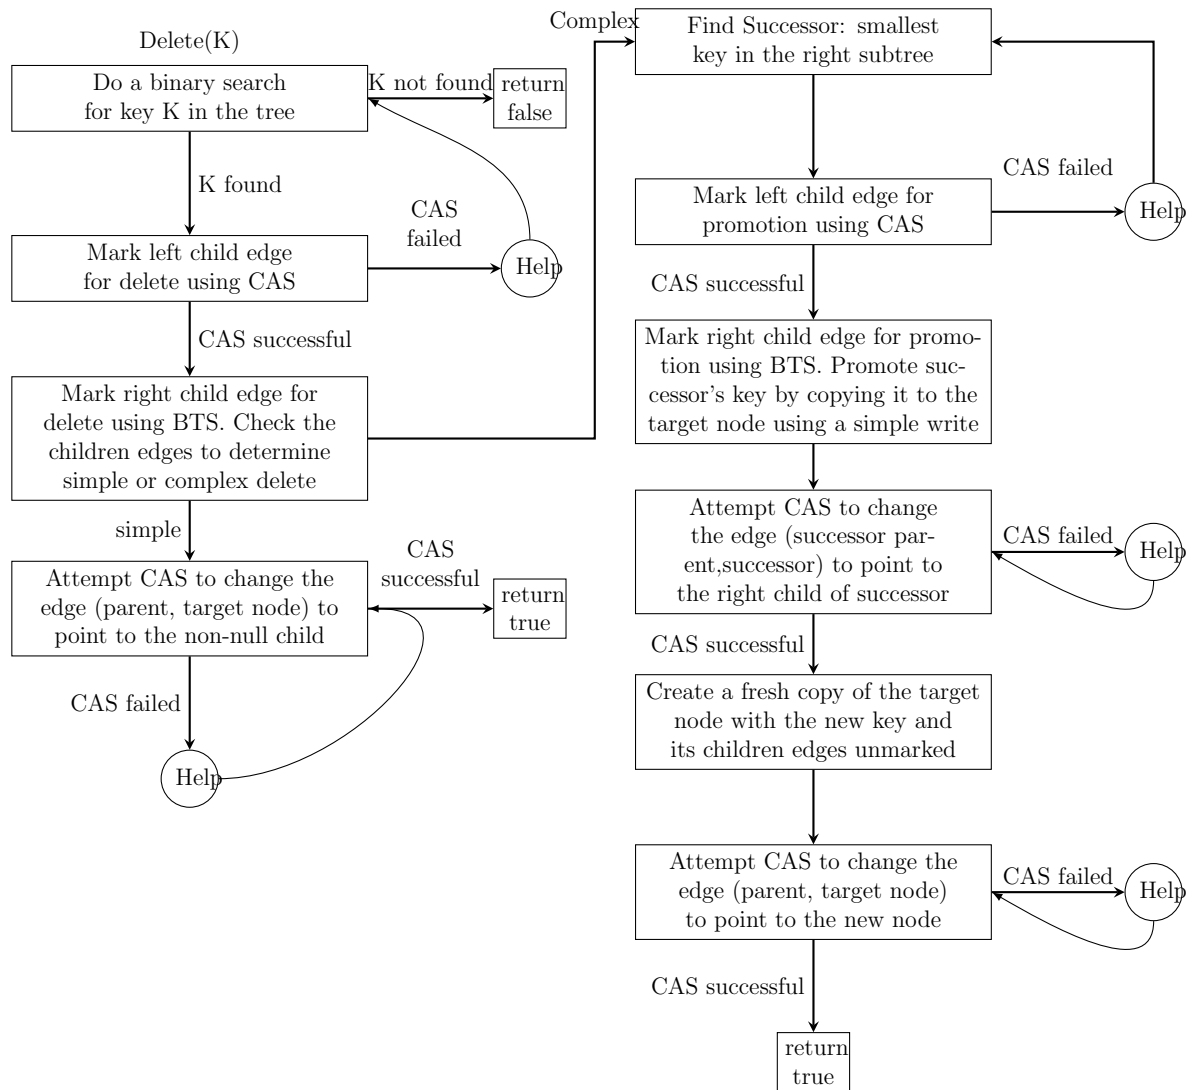 Delete(K)
Do a binary search
for key K in the tree
K not found
return
false
K found
Mark left child edge
for delete using CAS
CAS
failed
Help
CAS successful
Mark right child edge for
delete using BTS. Check the
children edges to determine
simple or complex delete
simple
Attempt CAS to change the
edge (parent, target node) to
point to the non-null child
CAS
successful
return
true
CAS failed
Help
Complex
Find Successor: smallest
key in the right subtree
Mark left child edge for
promotion using CAS
CAS failed
Help
CAS successful
Mark right child edge for promo-
tion using BTS. Promote suc-
cessor's key by copying it to the
target node using a simple write
Attempt CAS to change
the edge (successor par-
ent,successor) to point to
the right child of successor
CAS failed
Help
CAS successful
Create a fresh copy of the target
node with the new key and
its children edges unmarked
Attempt CAS to change the
edge (parent, target node)
to point to the new node
CAS failed
Help
CAS successful
return
true